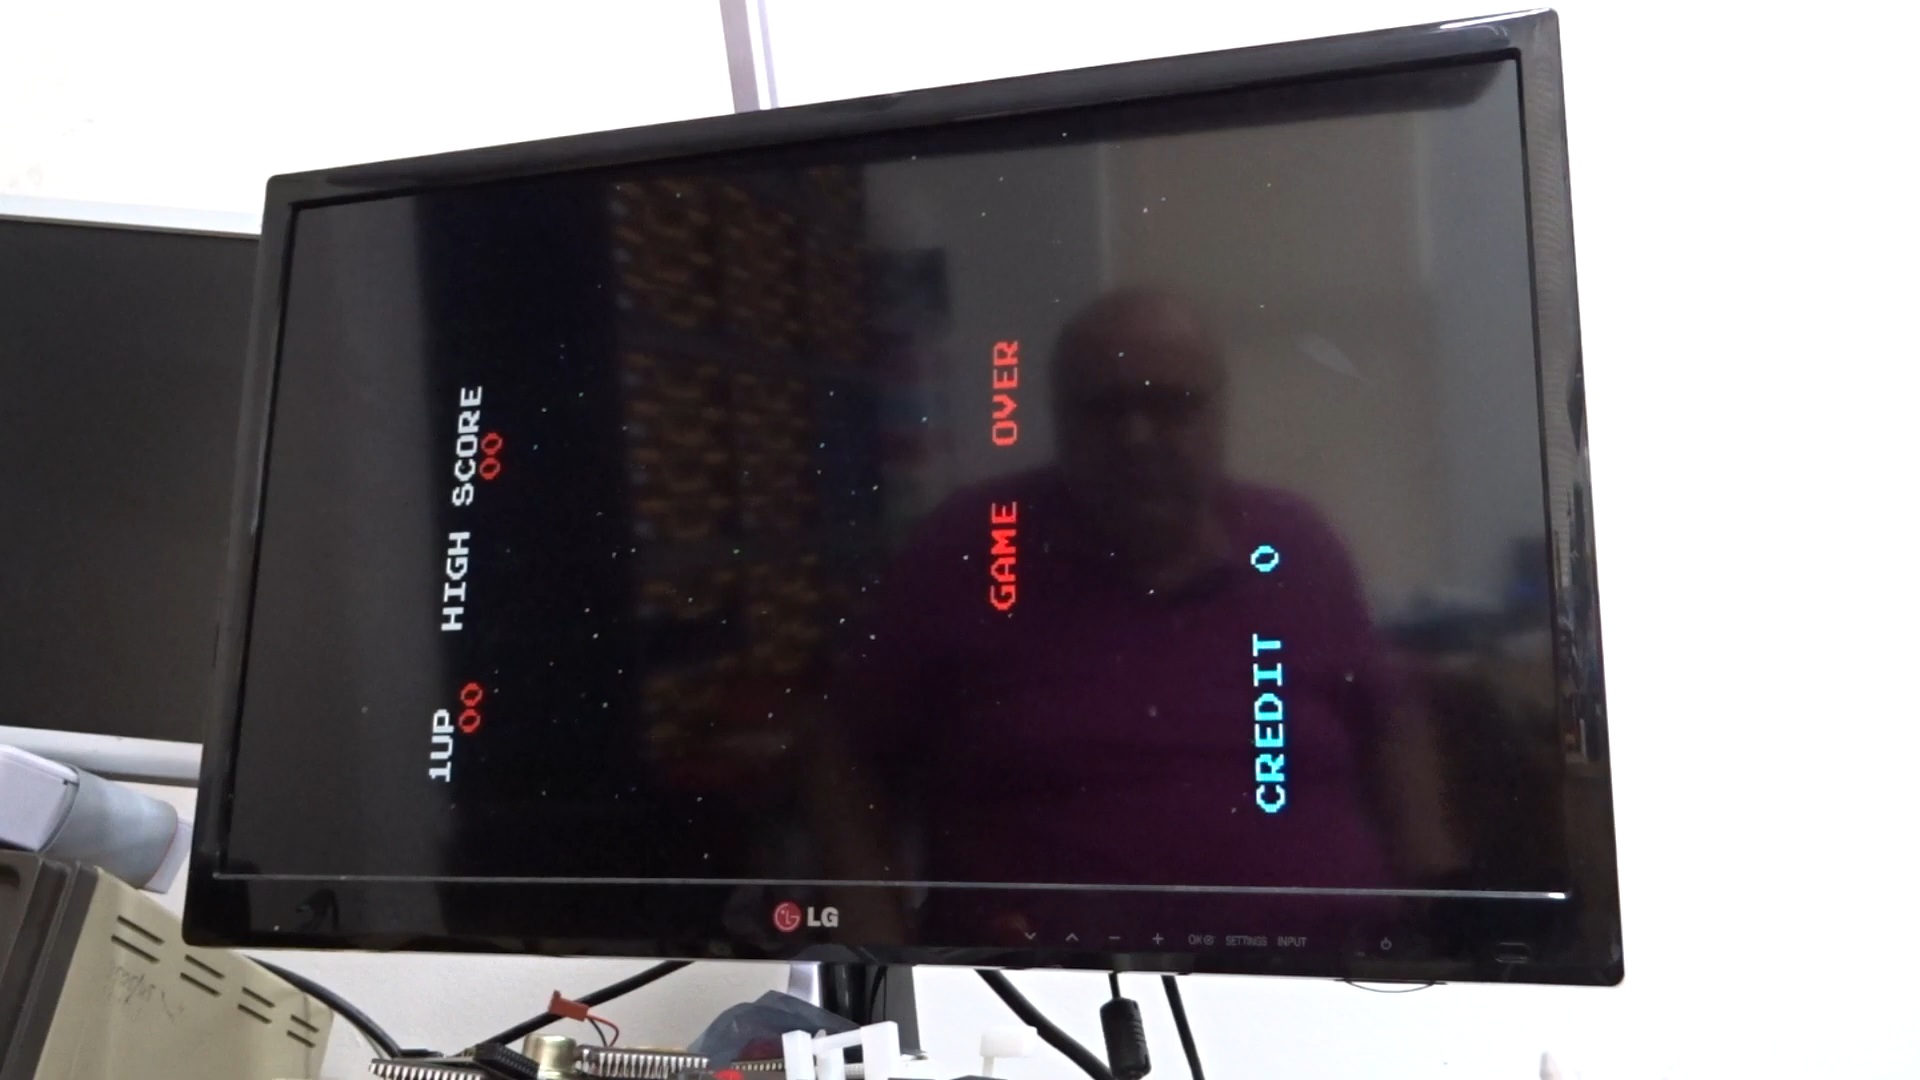 1UP HIGH SCORE
00 00
GAME OVER
CREDIT 0
LG
OK SETTINGS INPUT